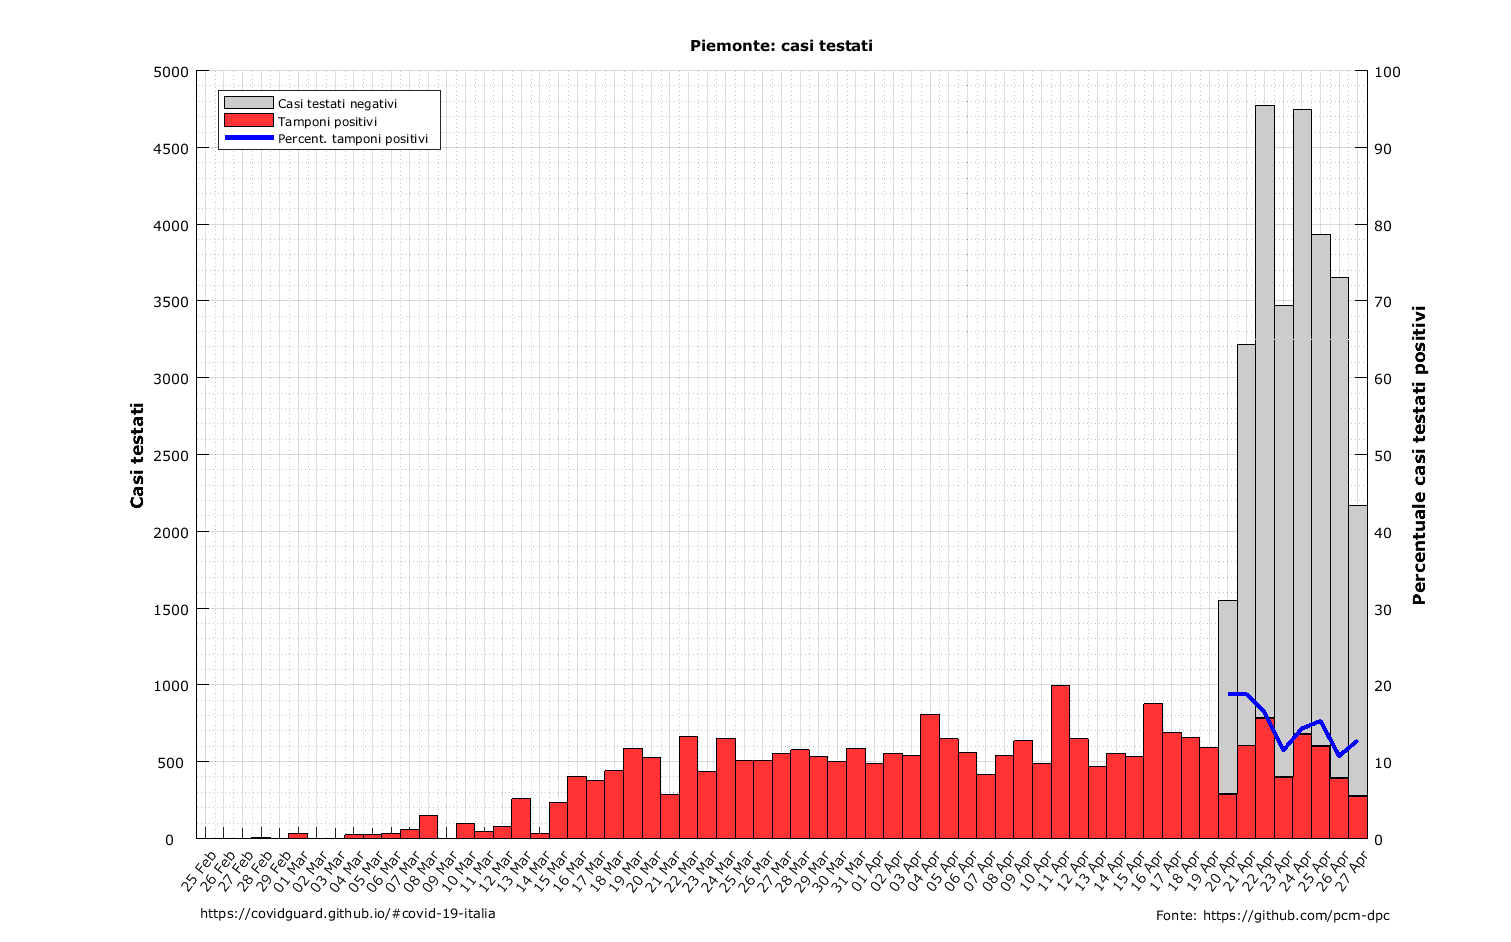 Piemonte: casi testati
Casi testati negativi
Tamponi positivi
Percent. tamponi positivi
5000
4500
4000
3500
3000
2500
2000
1500
1000
500
0
100
90
80
70
60
50
40
30
20
10
0
Casi testati
Percentuale casi testati positivi
25 Feb
26 Feb
27 Feb
28 Feb
29 Feb
01 Mar
02 Mar
03 Mar
04 Mar
05 Mar
06 Mar
07 Mar
08 Mar
09 Mar
10 Mar
11 Mar
12 Mar
13 Mar
14 Mar
15 Mar
16 Mar
17 Mar
18 Mar
19 Mar
20 Mar
21 Mar
22 Mar
23 Mar
24 Mar
25 Mar
26 Mar
27 Mar
28 Mar
29 Mar
30 Mar
31 Mar
01 Apr
02 Apr
03 Apr
04 Apr
05 Apr
06 Apr
07 Apr
08 Apr
09 Apr
10 Apr
11 Apr
12 Apr
13 Apr
14 Apr
15 Apr
16 Apr
17 Apr
18 Apr
19 Apr
20 Apr
21 Apr
22 Apr
23 Apr
24 Apr
25 Apr
26 Apr
27 Apr
https://covidguard.github.io/#covid-19-italia
Fonte: https://github.com/pcm-dpc